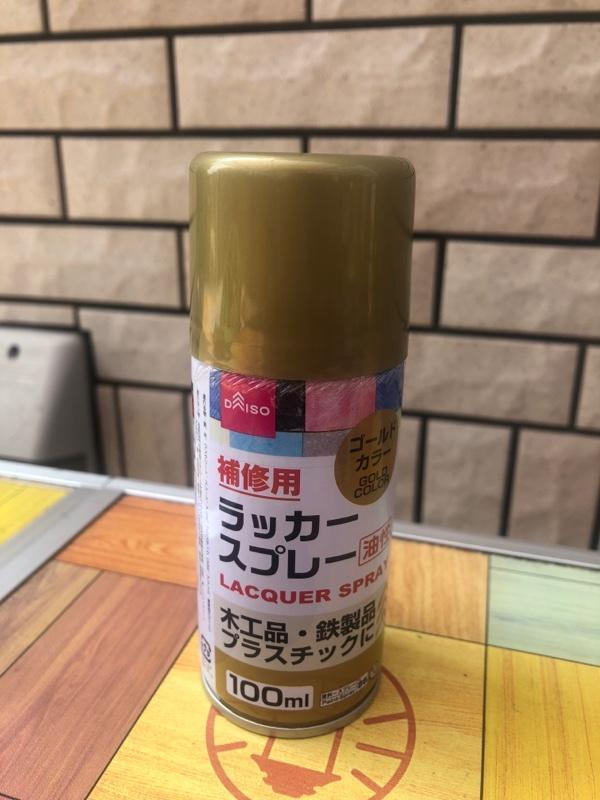 DAISO
ゴールド
カラー
GOLD
COLOR
補修用
ラッカー
スプレー
油性
LACQUER SPRAY
木工品・鉄製品
プラスチックに
100ml